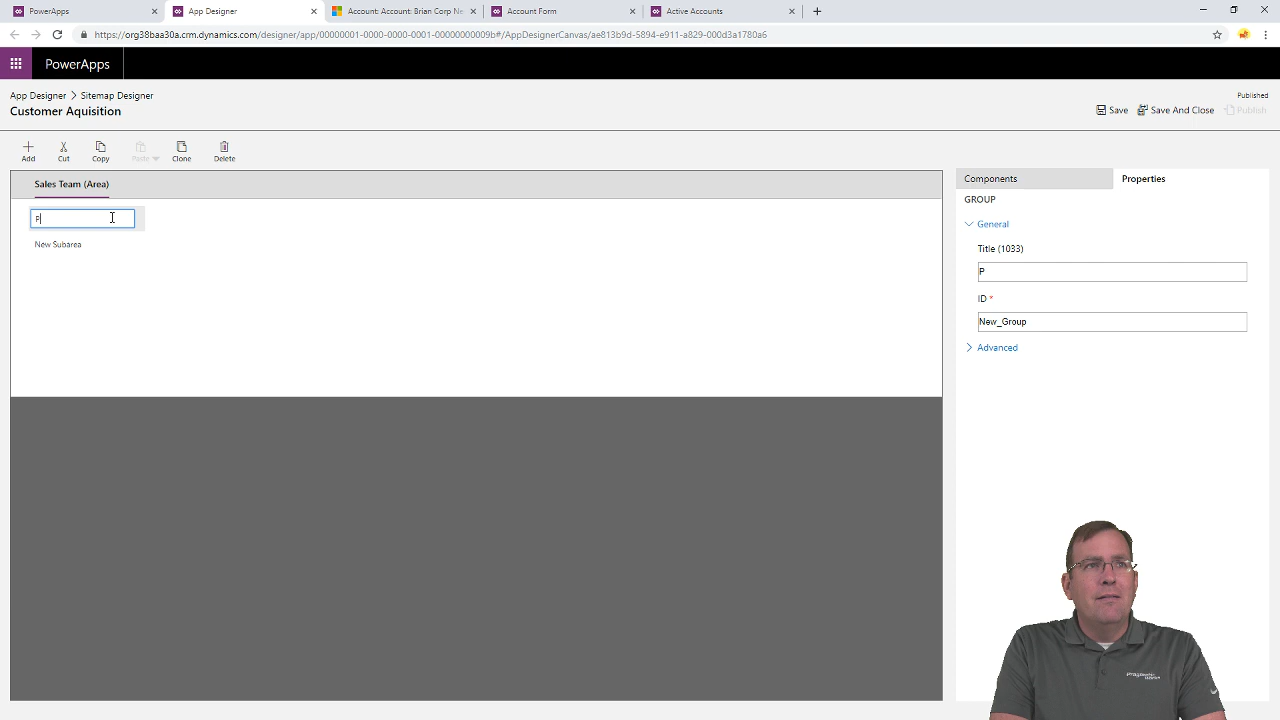 PowerApps
App Designer
Account: Account: Brian Corp Ne
Account Form
Active Accounts
https://org38baa30a.crm.dynamics.com/designer/app/00000001-0000-0000-0001-00000000009b#/AppDesignerCanvas/ae813b9d-5894-e911-a829-000d3a1780a6
PowerApps
App Designer > Sitemap Designer
Published
Customer Aquisition
Save
Save And Close
Publish
Add
Cut
Copy
Paste
Clone
Delete
Sales Team (Area)
Components
Properties
GROUP
P
General
New Subarea
Title (1033)
P
ID *
New_Group
Advanced